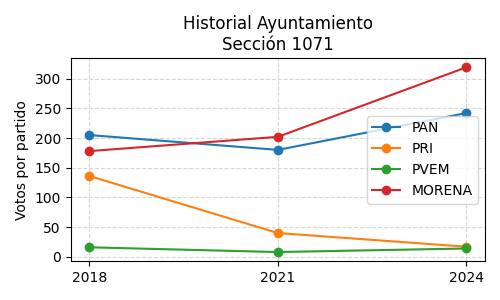 Historial Ayuntamiento
Sección 1071
Votos por partido
300
250
200
150
100
50
0
PAN
PRI
PVEM
MORENA
2018
2021
2024